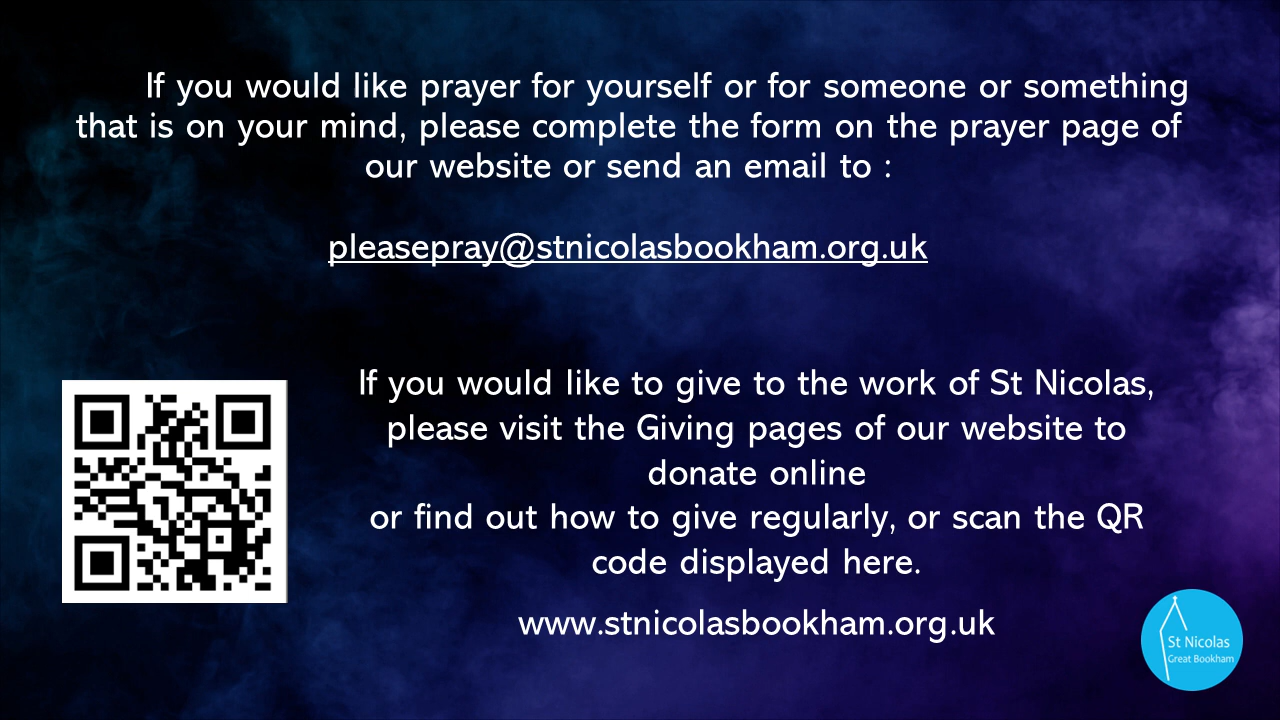 If you would like prayer for yourself or for someone or something
that is on your mind, please complete the form on the prayer page of
our website or send an email to :
pleasepray@stnicolasbookham.org.uk
If you would like to give to the work of St Nicolas,
please visit the Giving pages of our website to
donate online
or find out how to give regularly, or scan the QR
code displayed here.
www.stnicolasbookham.org.uk
St Nicolas
Great Bookham